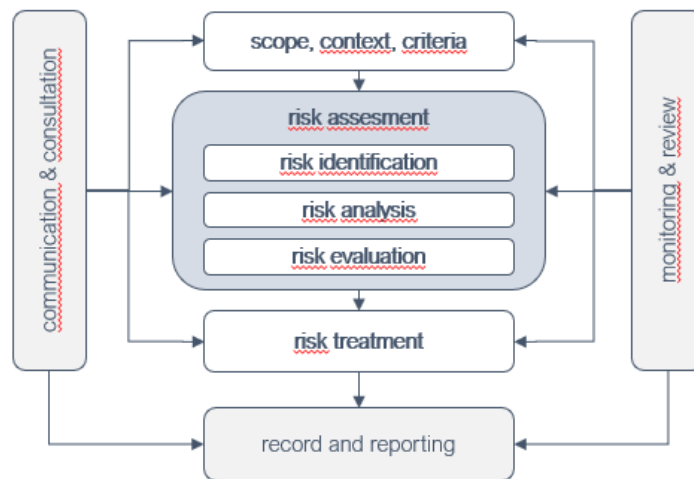 communication & consultation
scope, context, criteria
risk assesment
risk identification
risk analysis
risk evaluation
risk treatment
record and reporting
monitoring & review